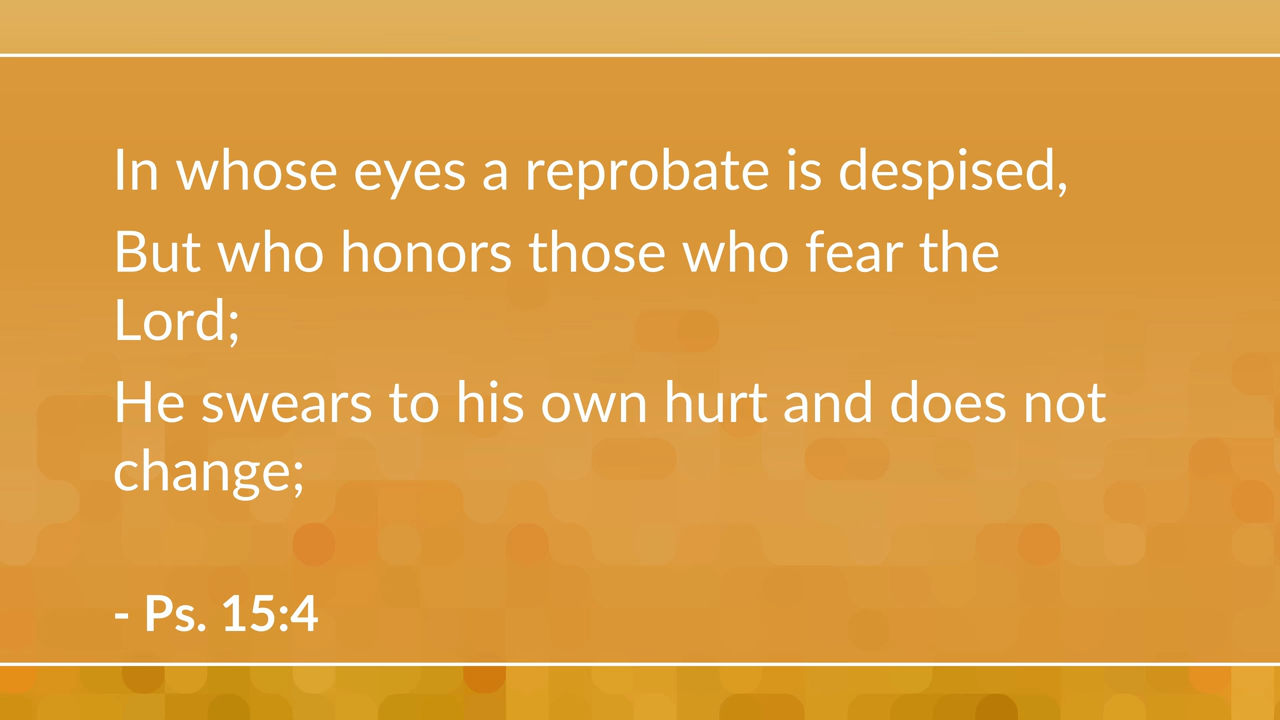 In whose eyes a reprobate is despised,
But who honors those who fear the
Lord;
He swears to his own hurt and does not
change;
- Ps. 15:4